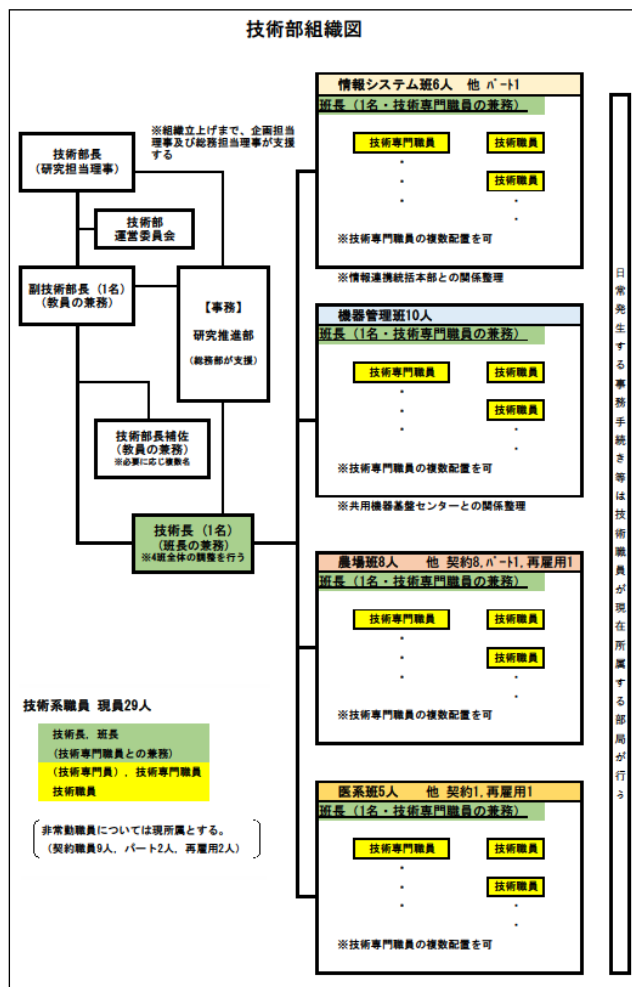 技術部組織図
※組織立上げまで、企画担当
理事及び総務担当理事が支援
する
技術部長
(研究担当理事)
技術部
運営委員会
副技術部長（1名）
(教員の兼務)
【事務】
研究推進部
(総務部が支援)
技術部長補佐
(教員の兼務)
※必要に応じ複数名
技術長（1名）
(班長の兼務)
※4班全体の調整を行う
技術系職員 現員29人
技術長，班長
(技術専門職員との兼務)
(技術専門員)，技術専門職員
技術職員
非常勤職員については現所属とする。
(契約職員9人，パート2人，再雇用2人)
情報システム班6人　他 ﾊﾟｰﾄ1
班長（1名・技術専門職員の兼務）
技術専門職員
技術職員
・
技術職員
・
・
・
・
※技術専門職員の複数配置を可
※情報連携統括本部との関係整理
機器管理班10人
班長（1名・技術専門職員の兼務）
技術専門職員
技術職員
・
技術職員
・
・
・
・
※技術専門職員の複数配置を可
※共用機器基盤センターとの関係整理
農場班8人　他 契約8,ﾊﾟｰﾄ1,再雇用1
班長（1名・技術専門職員の兼務）
技術専門職員
技術職員
・
技術職員
・
・
・
・
※技術専門職員の複数配置を可
医系班5人　他 契約1,再雇用1
班長（1名・技術専門職員の兼務）
技術専門職員
技術職員
・
技術職員
・
・
・
・
※技術専門職員の複数配置を可
日常発生する事務手続き等は技術職員が現在所属する部局が行う